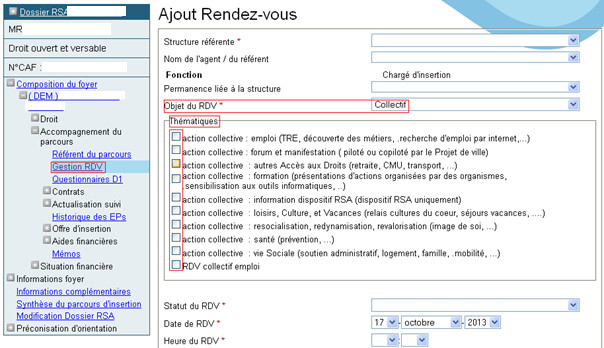 Dossier RSA
MR
Droit ouvert et versable
N°CAF :
Composition du foyer
( DEM )
Droit
Accompagnement du
parcours
Référent du parcours
Gestion RDV
Questionnaires D1
Contrats
Actualisation suivi
Historique des EPs
Offre d'insertion
Aides financières
Mémos
Situation financière
Informations foyer
Informations complémentaires
Synthèse du parcours d'insertion
Modification Dossier RSA
Préconisation d'orientation
Ajout Rendez-vous
Structure référente *
Nom de l'agent / du référent
Fonction Chargé d'insertion
Permanence liée à la structure
Objet du RDV * Collectif
Thématiques
action collective : emploi (TRE, découverte des métiers, .recherche d'emploi par internet,...)
action collective : forum et manifestation ( piloté ou copiloté par le Projet de ville)
action collective : autres Accès aux Droits (retraite, CMU, transport, ...)
action collective : formation (présentations d'actions organisées par des organismes,
.sensibilisation aux outils informatiques, ..)
action collective : information dispositif RSA (dispositif RSA uniquement)
action collective : loisirs, Culture, et Vacances (relais cultures du coeur, séjours vacances, ....)
action collective : resocialisation, redynamisation, revalorisation (image de soi, ...)
action collective : santé (prévention, ...)
action collective : vie Sociale (soutien administratif, logement, famille, .mobilité, ...)
RDV collectif emploi
Statut du RDV *
Date de RDV * 17 - octobre - 2013
Heure du RDV * :